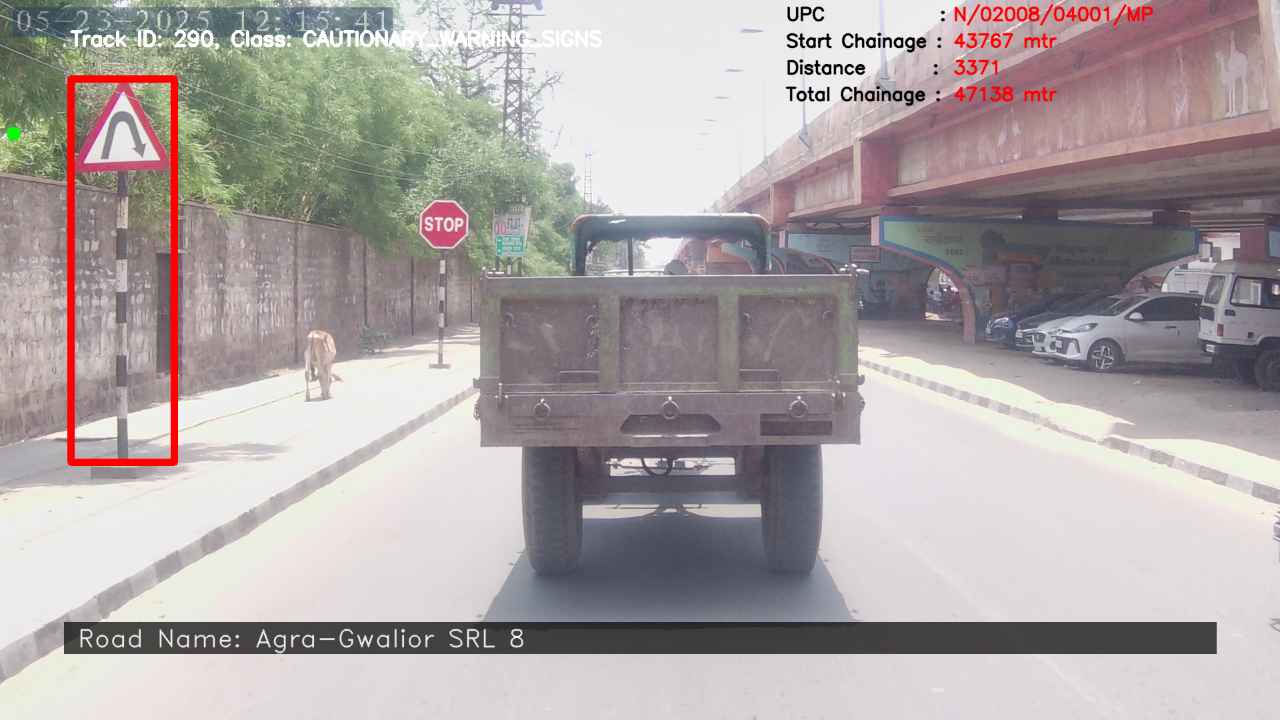 05-23-2025 12:15:41
Track ID: 290, Class: CAUTIONARY_WARNING_SIGNS
UPC : N/02008/04001/MP
Start Chainage : 43767 mtr
Distance : 3371
Total Chainage : 47138 mtr
STOP
Road Name: Agra-Gwalior SRL 8